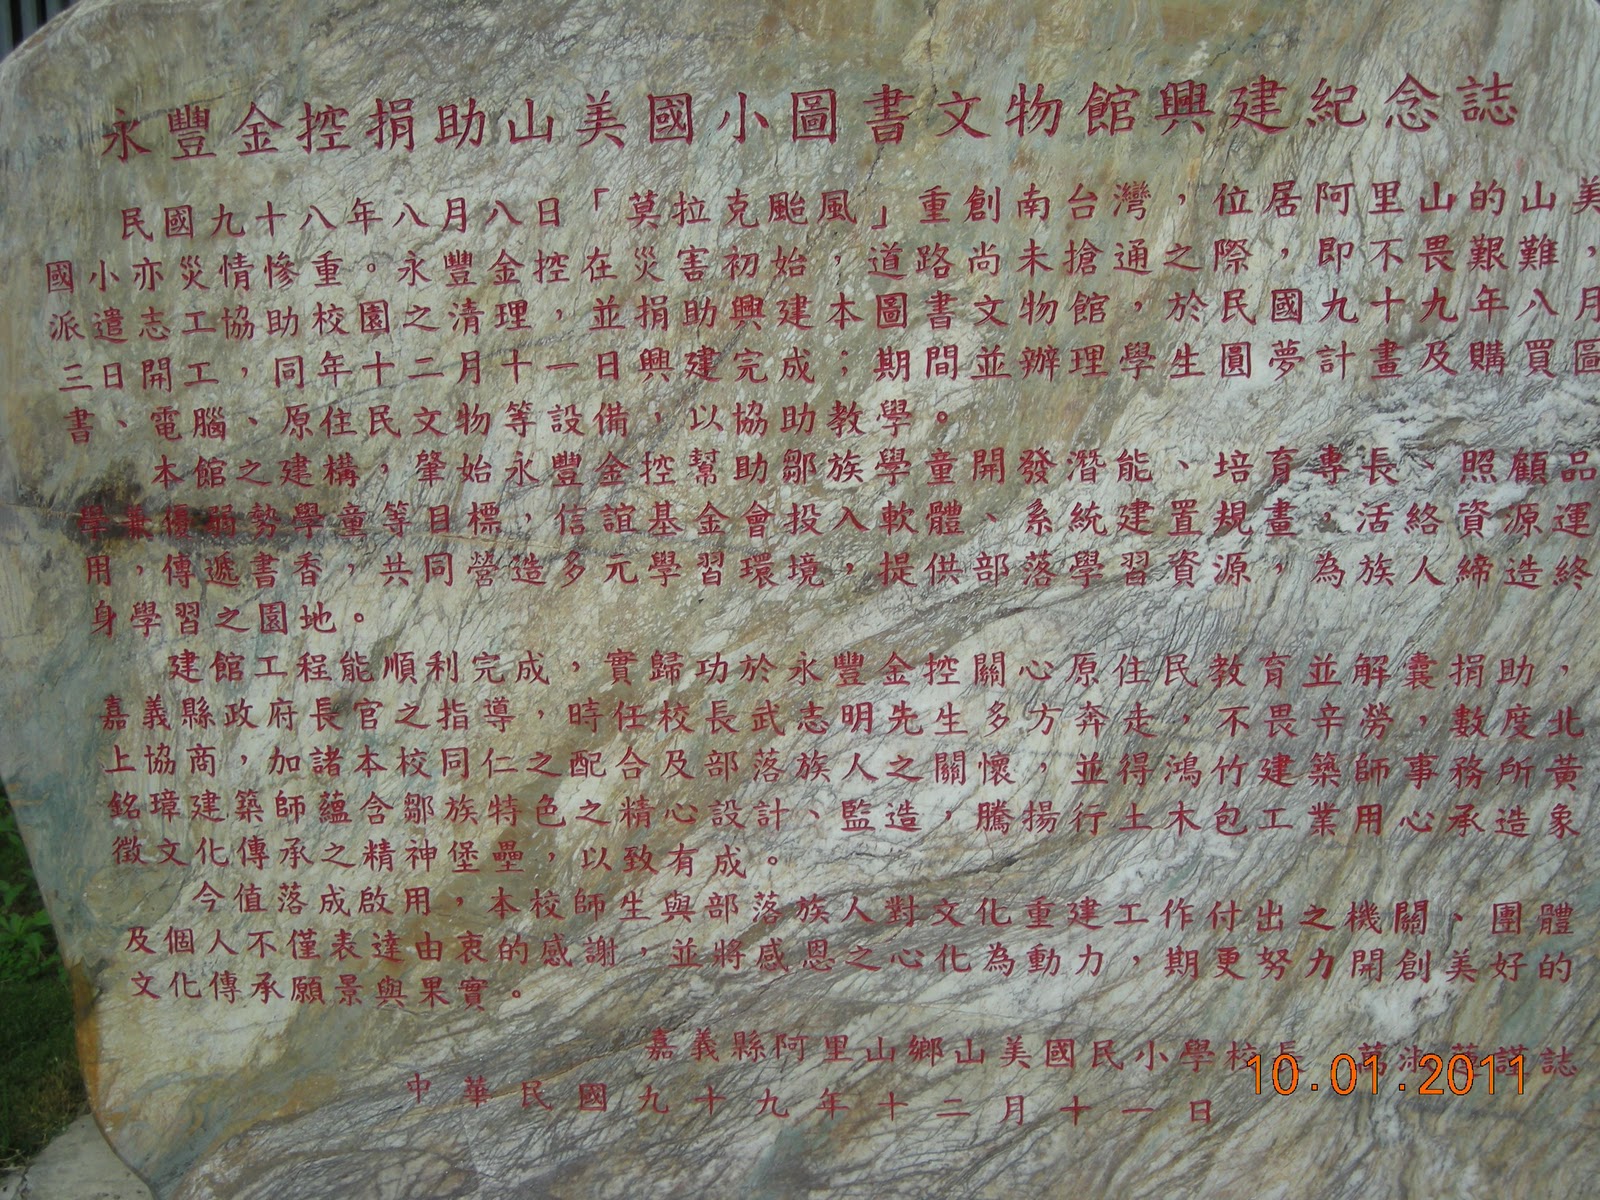 永豐金控捐助山美國小圖書文物館興建紀念誌
民國九十八年八月八日「莫拉克颱風」重創南台灣，位居阿里山的山美
國小亦災情慘重。永豐金控在災害初始，道路尚未搶通之際，即不畏艱難，
派遣志工協助校園之清理，並捐助興建本圖書文物館，於民國九十九年八月
三日開工，同年十二月十一日興建完成；期間並辦理學生圓夢計畫及購買圖
書、電腦、原住民文物等設備，以協助教學。
本館之建構，肇始永豐金控幫助鄒族學童開發潛能、培育專長、照顧品
學兼優弱勢學童等目標，信誼基金會投入軟體、系統建置規畫，活絡資源運
用，傳遞書香，共同營造多元學習環境，提供部落學習資源，為族人締造終
身學習之園地。
建館工程能順利完成，實歸功於永豐金控關心原住民教育並解囊捐助，
嘉義縣政府長官之指導，時任校長武志明先生多方奔走，不畏辛勞，數度北
上協商，加諸本校同仁之配合及部落族人之關懷，並得鴻竹建築師事務所黃
銘璋建築師蘊含鄒族特色之精心設計、監造，騰揚行土木包工業用心承造象
徵文化傳承之精神堡壘，以致有成。
今值落成啟用，本校師生與部落族人對文化重建工作付出之機關、團體
及個人不僅表達由衷的感謝，並將感恩之心化為動力，期更努力開創美好的
文化傳承願景與果實。
嘉義縣阿里山鄉山美國民小學校長 淑 謹誌
中華民國九十九年十二月十一日
10.01.2011